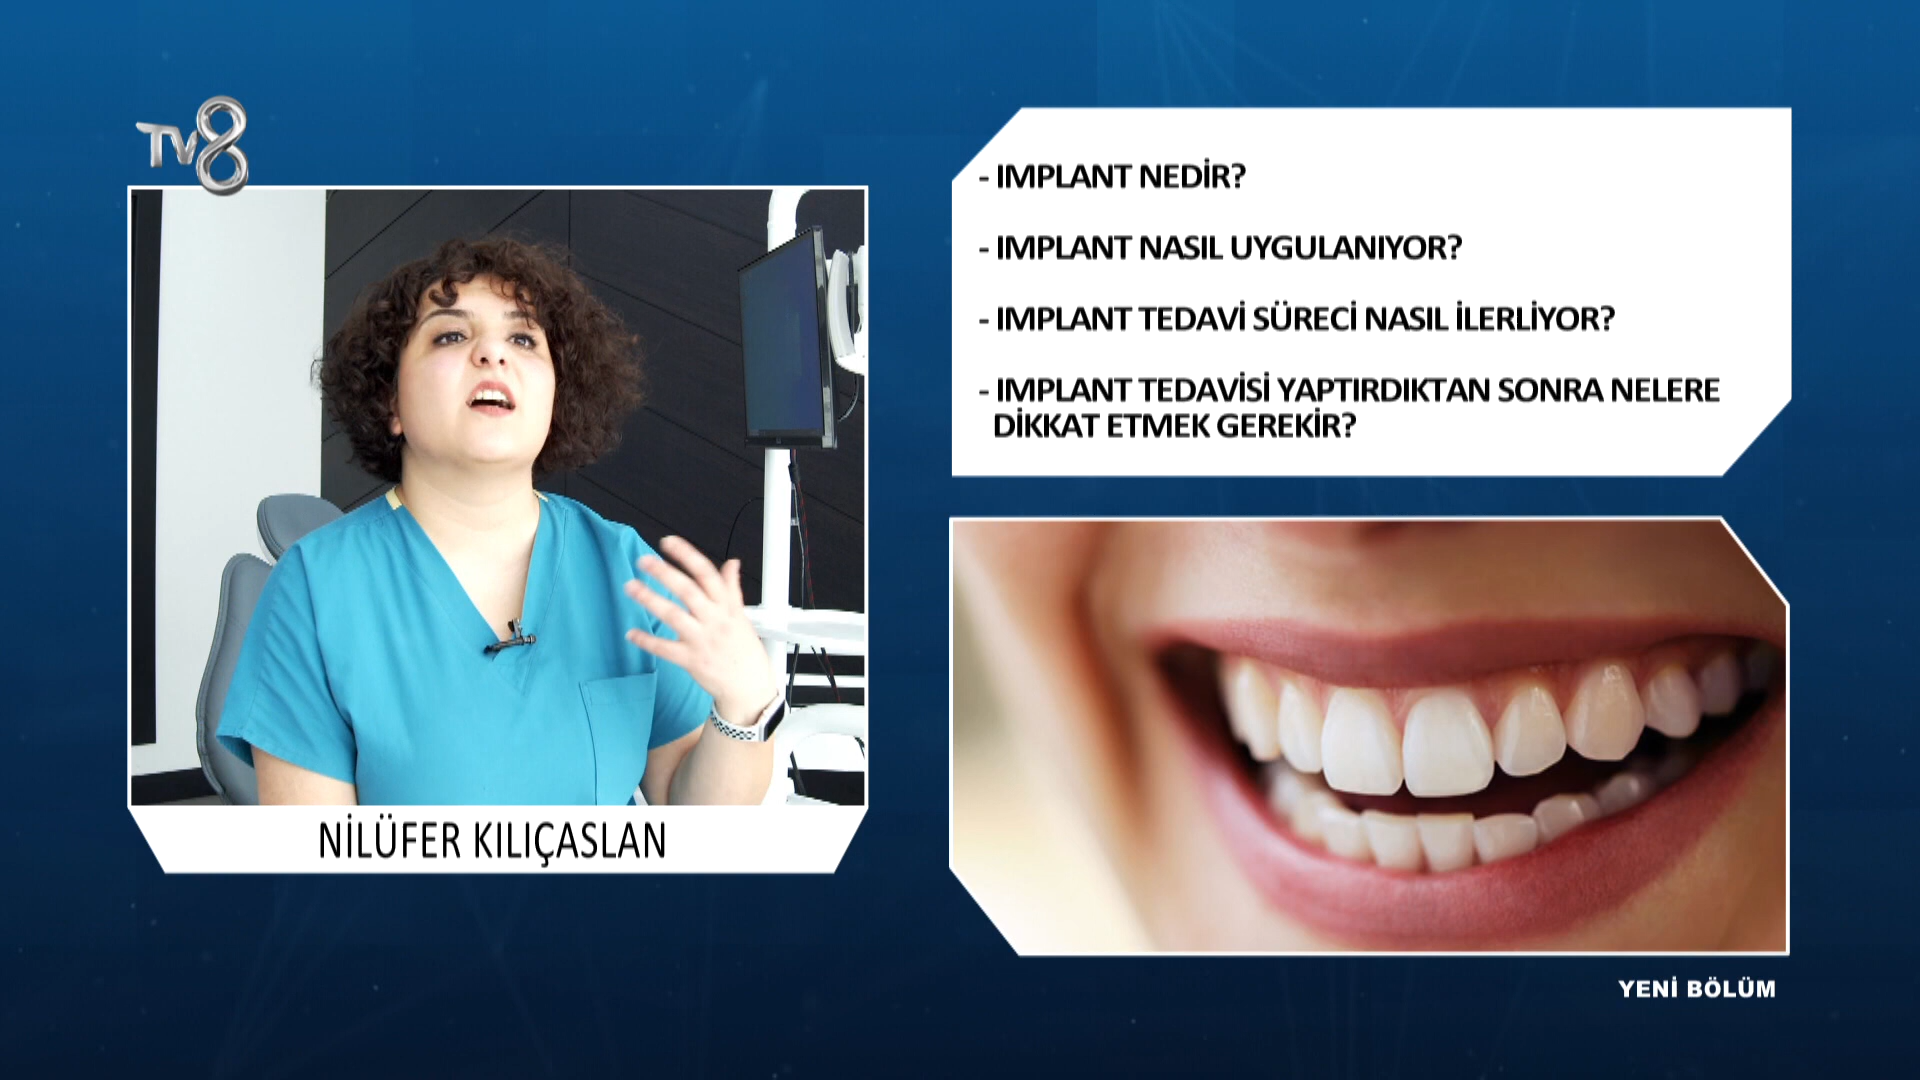 TV8
- IMPLANT NEDİR?
- IMPLANT NASIL UYGULANIYOR?
- IMPLANT TEDAVİ SÜRECİ NASIL İLERLİYOR?
- IMPLANT TEDAVİSİ YAPTIRDIKTAN SONRA NELERE
DİKKAT ETMEK GEREKİR?
NİLÜFER KILIÇASLAN
YENİ BÖLÜM